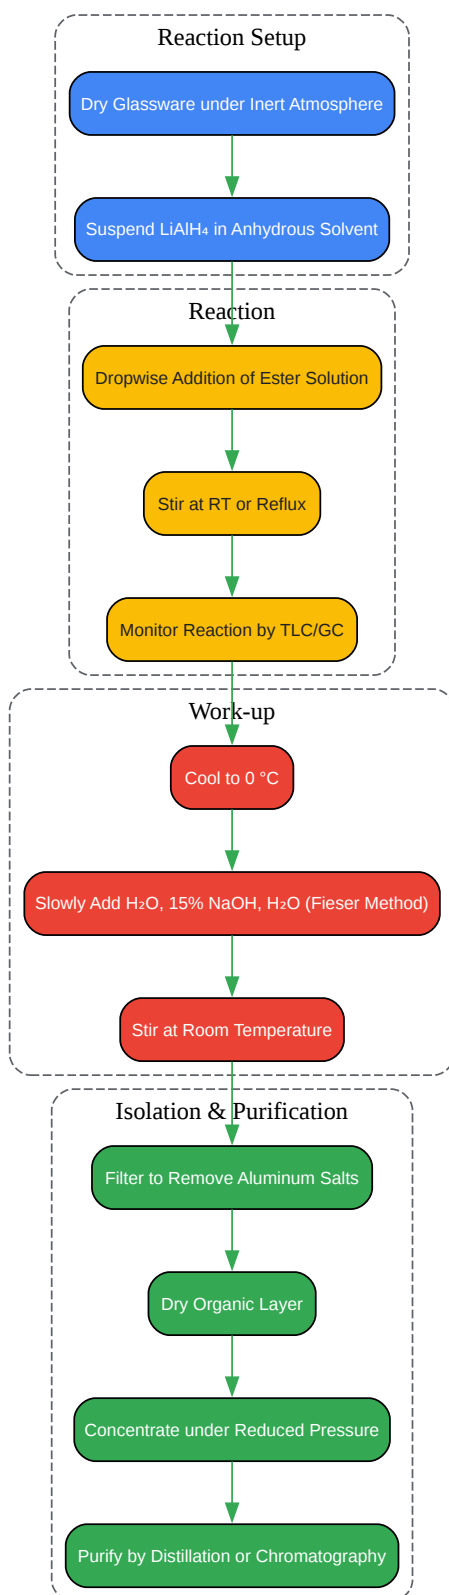 Reaction Setup
Dry Glassware under Inert Atmosphere
Suspend LiAlH₄ in Anhydrous Solvent
Reaction
Dropwise Addition of Ester Solution
Stir at RT or Reflux
Monitor Reaction by TLC/GC
Work-up
Cool to 0 °C
Slowly Add H₂O, 15% NaOH, H₂O (Fieser Method)
Stir at Room Temperature
Isolation & Purification
Filter to Remove Aluminum Salts
Dry Organic Layer
Concentrate under Reduced Pressure
Purify by Distillation or Chromatography